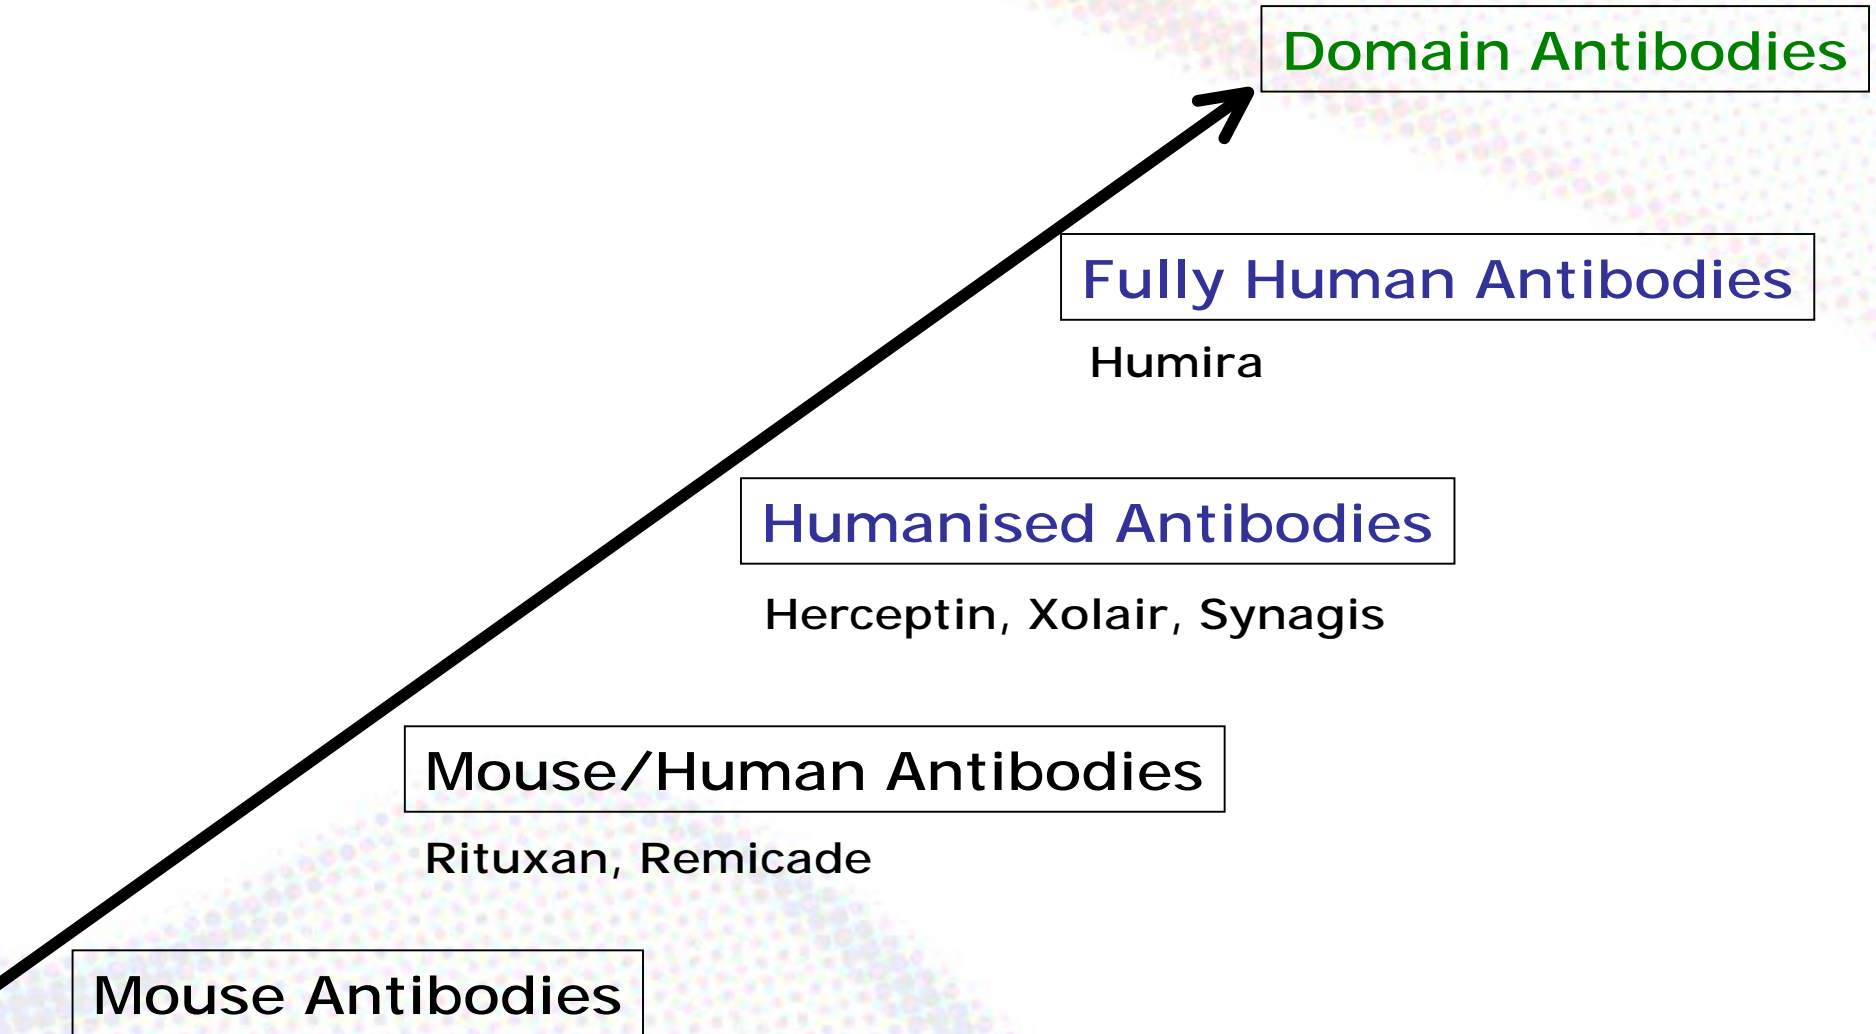 Domain Antibodies
Fully Human Antibodies
Humira
Humanised Antibodies
Herceptin, Xolair, Synagis
Mouse/Human Antibodies
Rituxan, Remicade
Mouse Antibodies